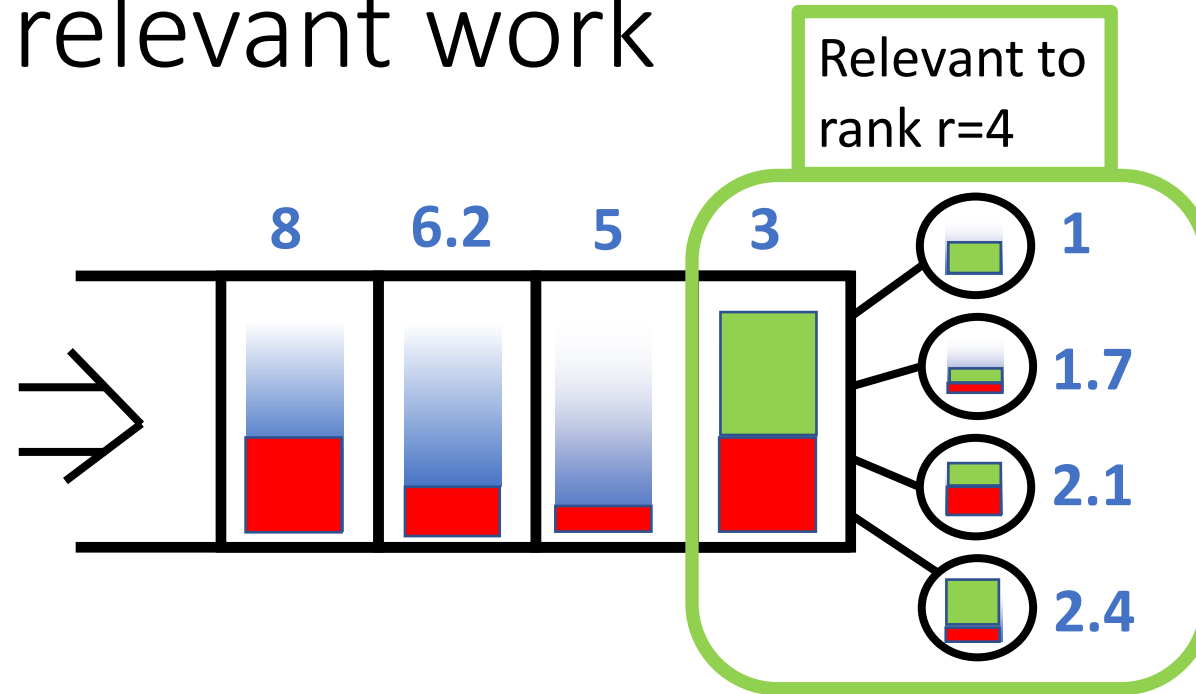 relevant work
Relevant to
rank r=4
8 6.2 5 3
1
1.7
2.1
2.4